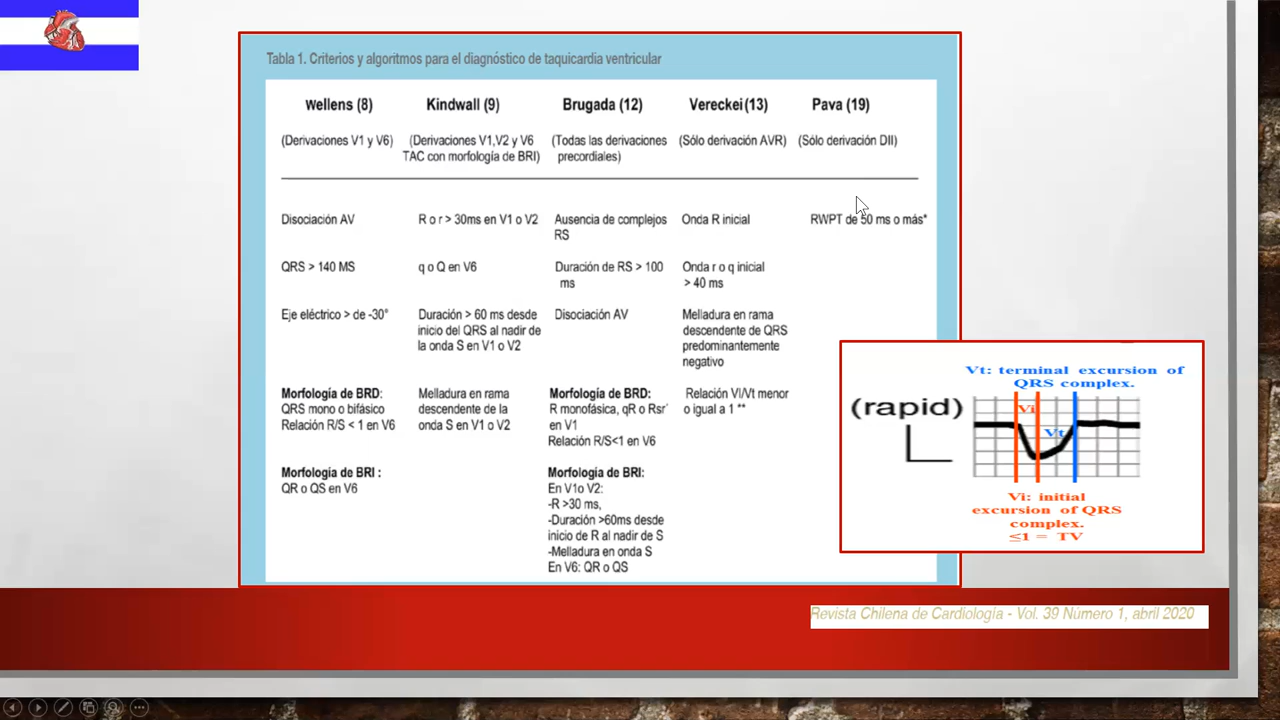 Tabla 1. Criterios y algoritmos para el diagnóstico de taquicardia ventricular
Wellens (8)
(Derivaciones V1 y V6)
Disociación AV
QRS > 140 MS
Eje eléctrico > de -30°
Morfología de BRD:
QRS mono o bifásico
Relación R/S < 1 en V6
Morfología de BRI :
QR o QS en V6
Kindwall (9)
(Derivaciones V1,V2 y V6
TAC con morfología de BRI)
R o r > 30ms en V1 o V2
q o Q en V6
Duración > 60 ms desde
inicio del QRS al nadir de
la onda S en V1 o V2
Melladura en rama
descendente de la
onda S en V1 o V2
Brugada (12)
(Todas las derivaciones
precordiales)
Ausencia de complejos
RS
Duración de RS > 100
ms
Disociación AV
Morfología de BRD:
R monofásica, qR o Rsr'
en V1
Relación R/S<1 en V6
Morfología de BRI:
En V1o V2:
-R >30 ms,
-Duración >60ms desde
inicio de R al nadir de S
-Melladura en onda S
En V6: QR o QS
Vereckei (13)
(Sólo derivación AVR)
Onda R inicial
Onda r o q inicial
> 40 ms
Melladura en rama
descendente de QRS
predominantemente
negativo
Relación VI/Vt menor
o igual a 1 **
Pava (19)
(Sólo derivación DII)
RWPT de 50 ms o más*
Vt: terminal excursion of
QRS complex.
(rapid)
Vi
Vt
Vi: initial
excursion of QRS
complex.
≤1 = TV
Revista Chilena de Cardiología - Vol. 39 Número 1, abril 2020